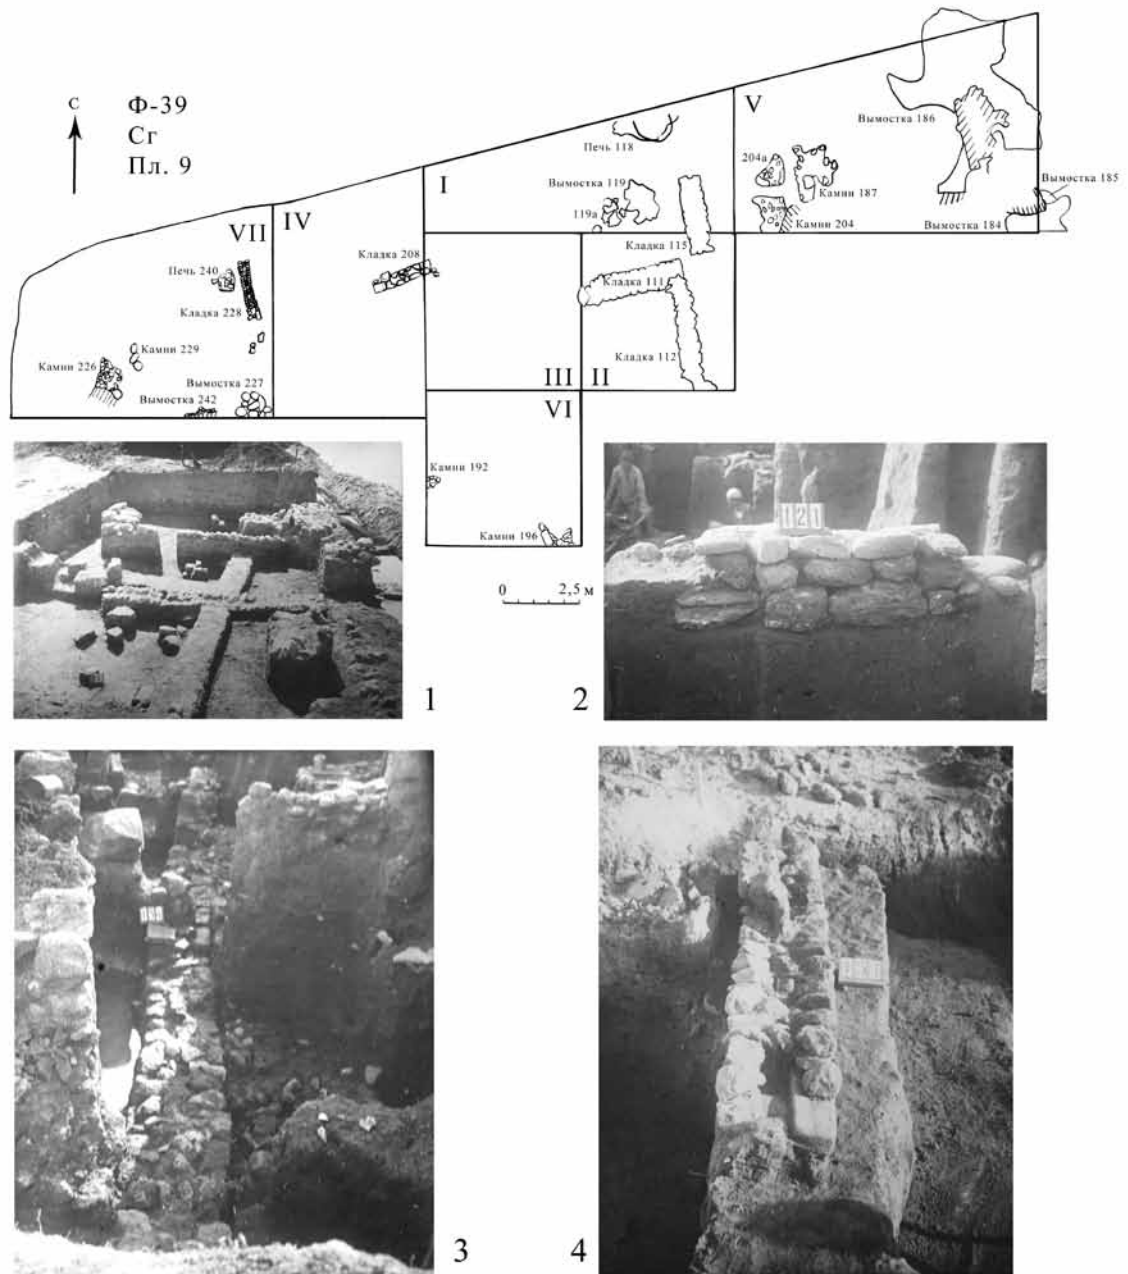 С
Ф-39
Сг
Пл. 9
V
Вымостка 186
Печь 118
204а
Вымостка 185
I
Вымостка 119
Камни 187
119а
VII
IV
Камни 204
Вымостка 184
Кладка 115
Печь 240
Кладка 208
Кладка 111
Кладка 228
Камни 229
Камни 226
Кладка 112
Вымостка 227
III
II
Вымостка 242
VI
Камни 192
Камни 196
0
2,5 м
121
1
2
3
4